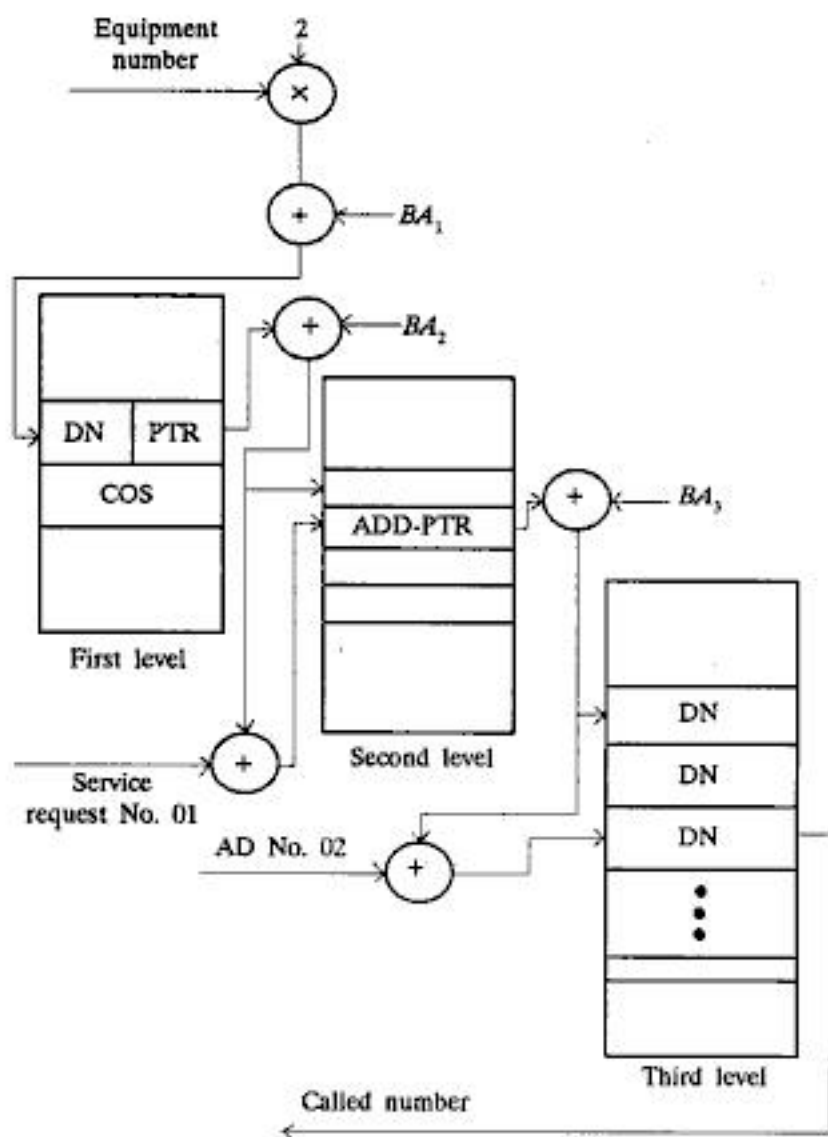 Equipment
number
2
×
+
BA₁
+
BA₂
DN PTR
COS
First level
ADD-PTR
+
BA₃
Second level
+
Service
request No. 01
AD No. 02
+
DN
DN
DN
Third level
Called number